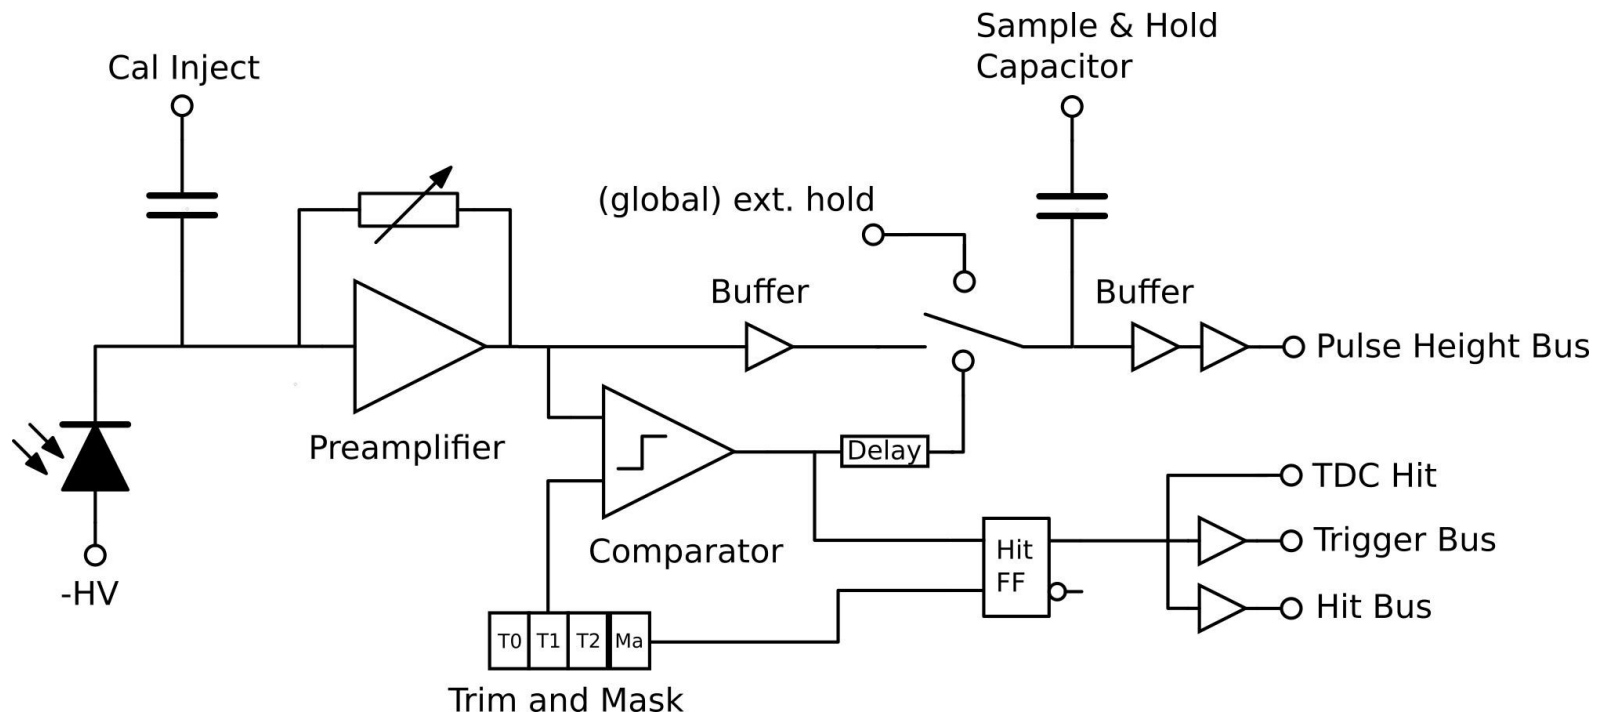 Sample & Hold
Capacitor
Cal Inject
(global) ext. hold
Buffer
Buffer
Pulse Height Bus
Preamplifier
Delay
TDC Hit
Comparator
Hit
FF
Trigger Bus
-HV
Hit Bus
T0 T1 T2 Ma
Trim and Mask